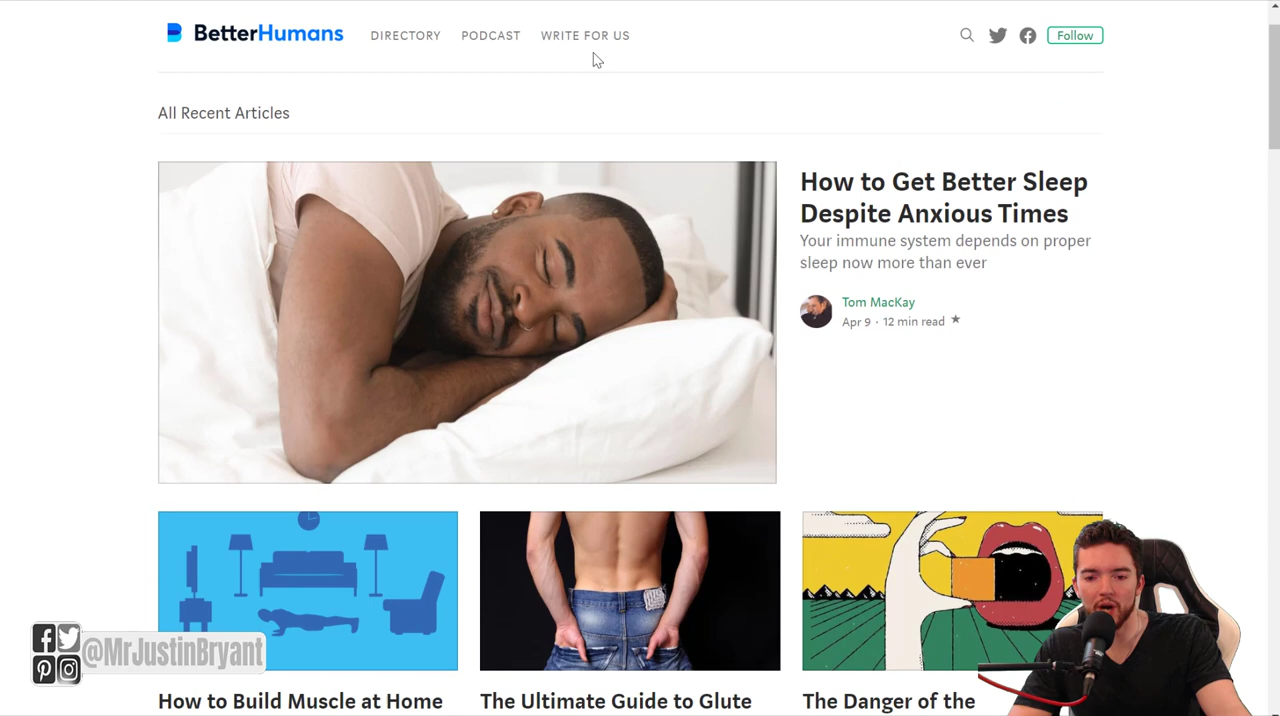 BetterHumans
DIRECTORY PODCAST WRITE FOR US
Follow
All Recent Articles
How to Get Better Sleep
Despite Anxious Times
Your immune system depends on proper
sleep now more than ever
Tom MacKay
Apr 9 · 12 min read ★
How to Build Muscle at Home
The Ultimate Guide to Glute
The Danger of the
@MrJustinBryant